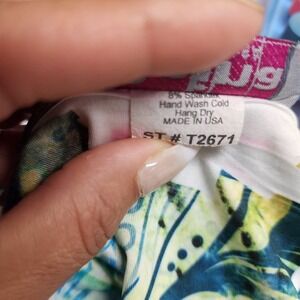 8% Spandex
Hand Wash Cold
Hang Dry
MADE IN USA
ST # T2671